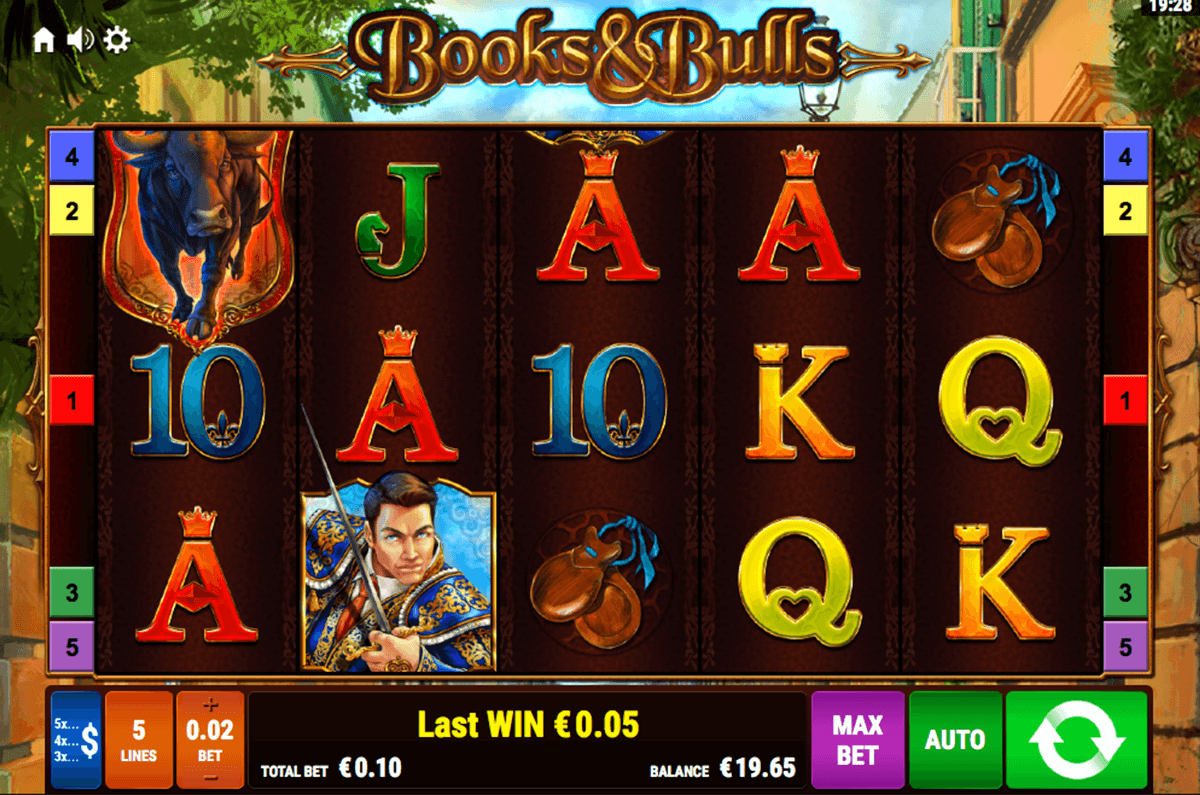 19:28
Books&Bulls
4 J A A 4
2 2
1 10 A 10 K Q 1
A Q K
3 3
5 5
5x...
4x... $
3x...
5
LINES
+
0.02
BET
−
Last WIN €0.05
TOTAL BET €0.10 BALANCE €19.65
MAX
BET
AUTO